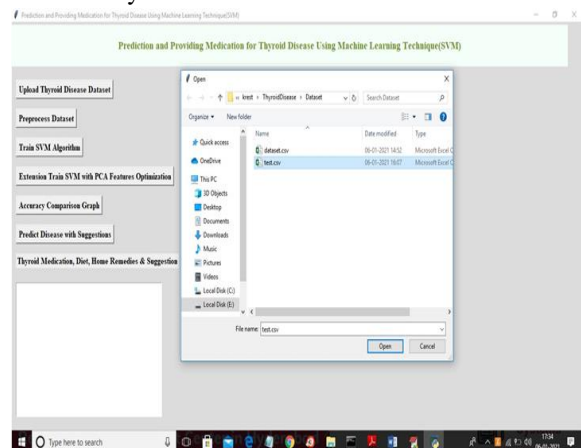 Prediction and Providing Medication for Thyroid Disease Using Machine Learning Technique(SVM)
Prediction and Providing Medication for Thyroid Disease Using Machine Learning Technique(SVM)
Upload Thyroid Disease Dataset
Preprocess Dataset
Train SVM Algorithm
Extension Train SVM with PCA Features Optimization
Accuracy Comparison Graph
Predict Disease with Suggestions
Thyroid Medication, Diet, Home Remedies & Suggestion
Open
« krest › ThyroidDisease › Dataset
Search Dataset
Organize
New folder
Name
Date modified
Type
Quick access
OneDrive
This PC
3D Objects
Desktop
Documents
Downloads
Music
Pictures
Videos
Local Disk (C:)
Local Disk (E:)
dataset.csv
06-01-2021 14:52
Microsoft Excel C
test.csv
06-01-2021 16:07
Microsoft Excel C
File name:
test.csv
Open
Cancel
Type here to search
17:34
06-01-2021